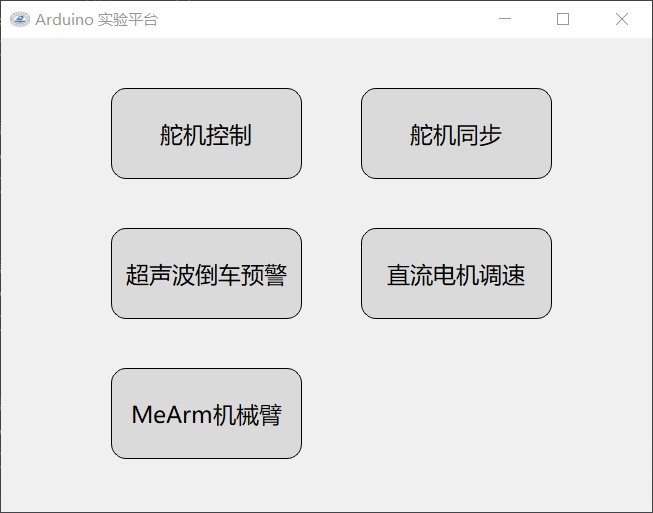 Arduino 实验平台
舵机控制
舵机同步
超声波倒车预警
直流电机调速
MeArm机械臂